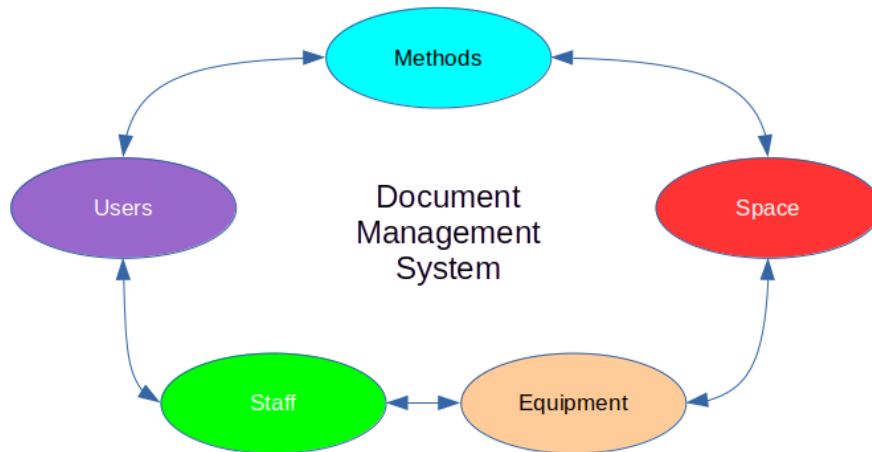 Methods
Users
Space
Document
Management
System
Staff
Equipment